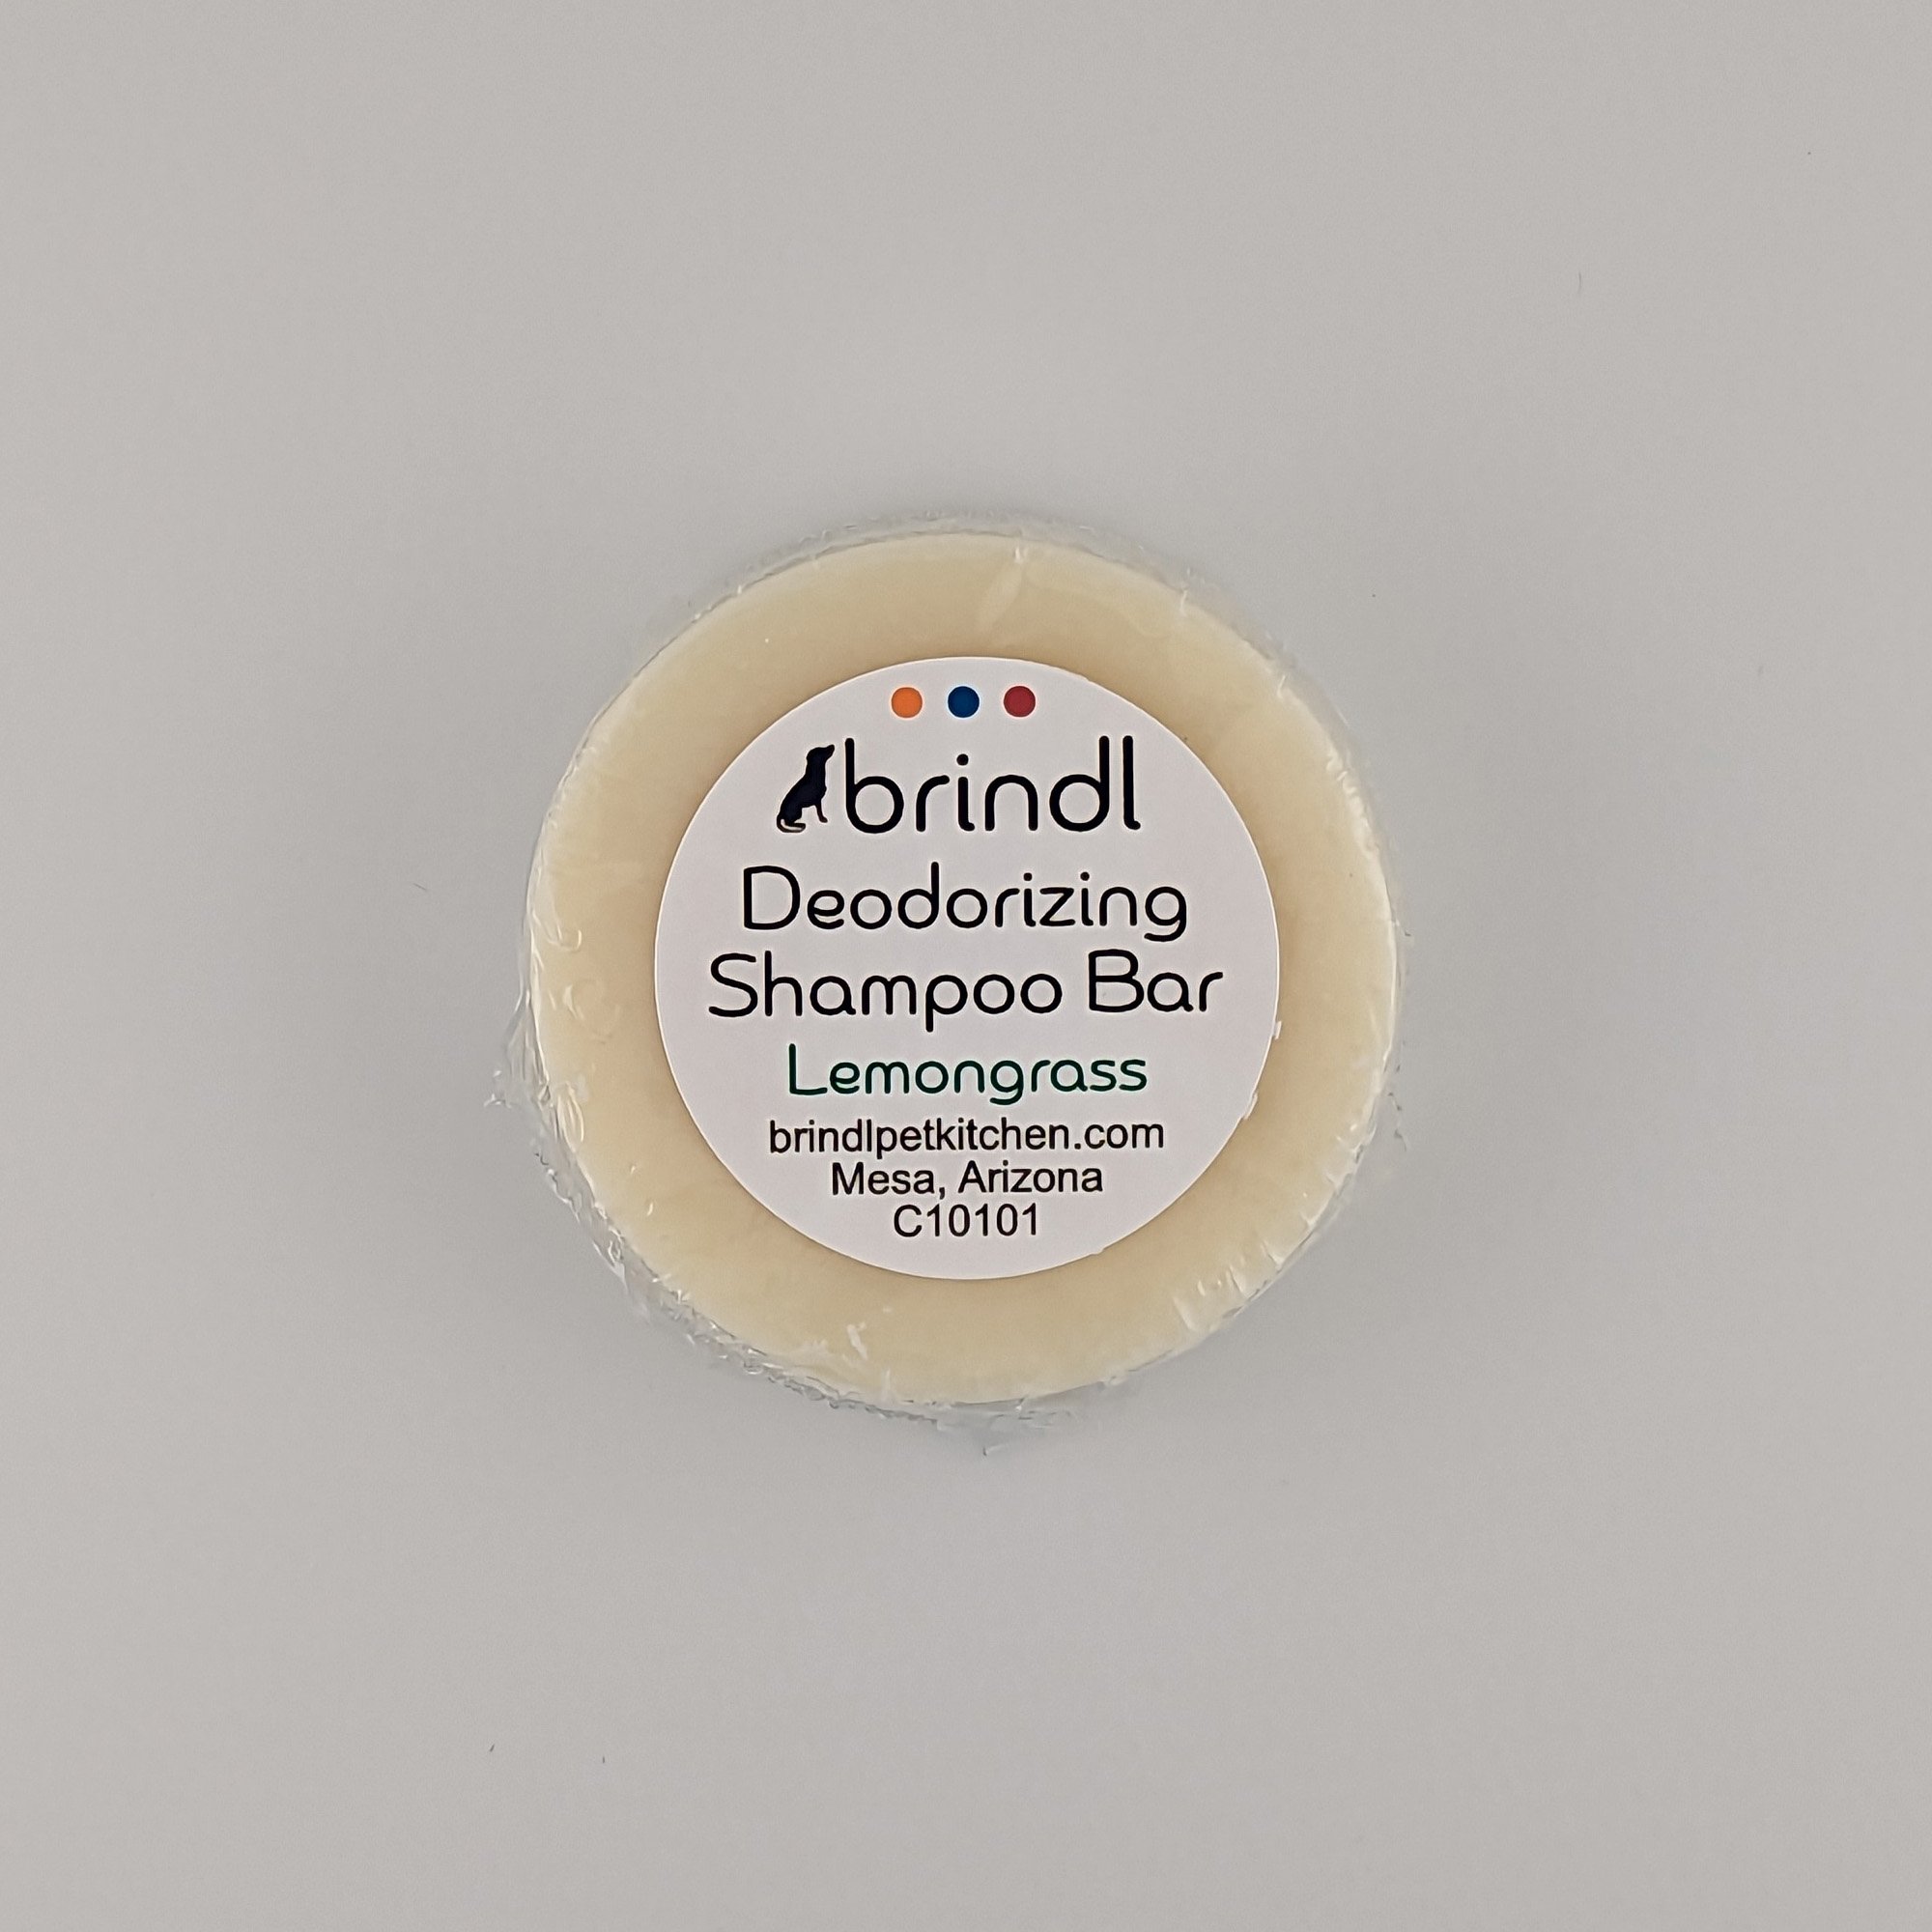 brindl
Deodorizing
Shampoo Bar
Lemongrass
brindlpetkitchen.com
Mesa, Arizona
C10101